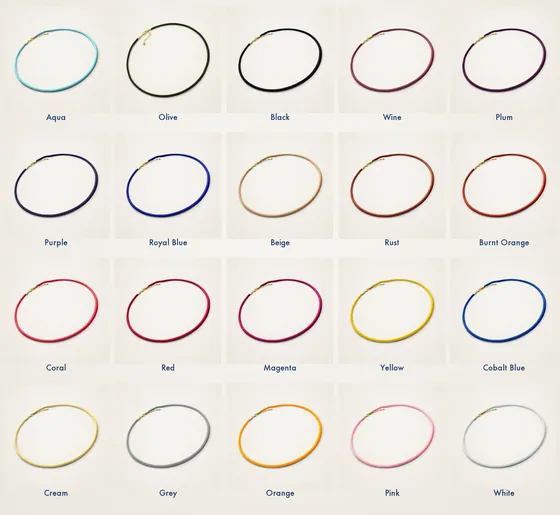 Aqua
Olive
Black
Wine
Plum
Purple
Royal Blue
Beige
Rust
Burnt Orange
Coral
Red
Magenta
Yellow
Cobalt Blue
Cream
Grey
Orange
Pink
White